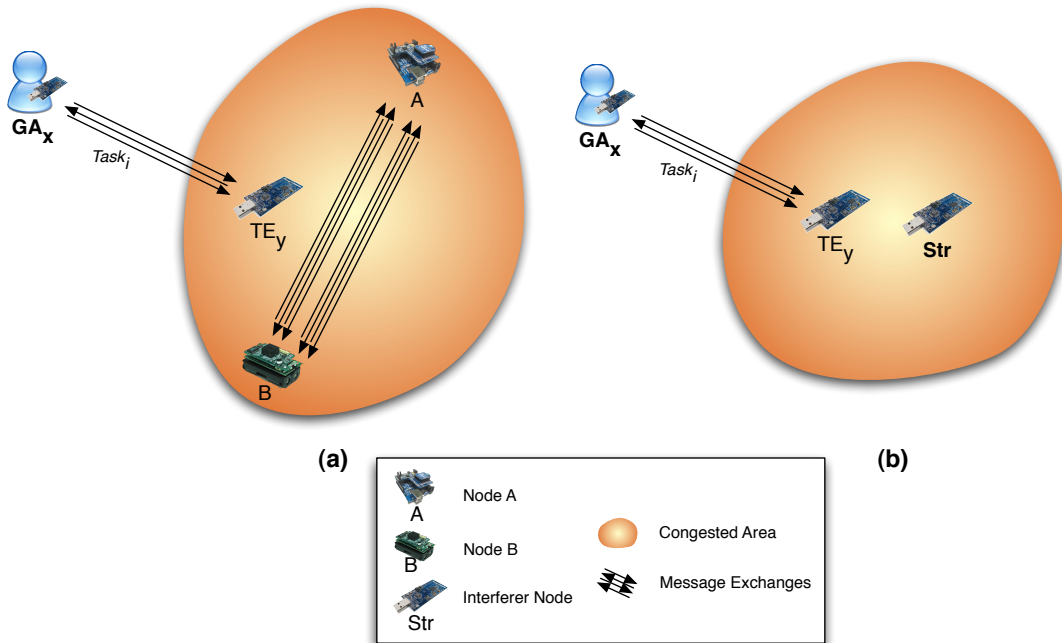 A
GAx
Taski
TEy
B
(a)
GAx
Taski
TEy
Str
(b)
A
Node A
B
Node B
Str
Interferer Node
Congested Area
Message Exchanges